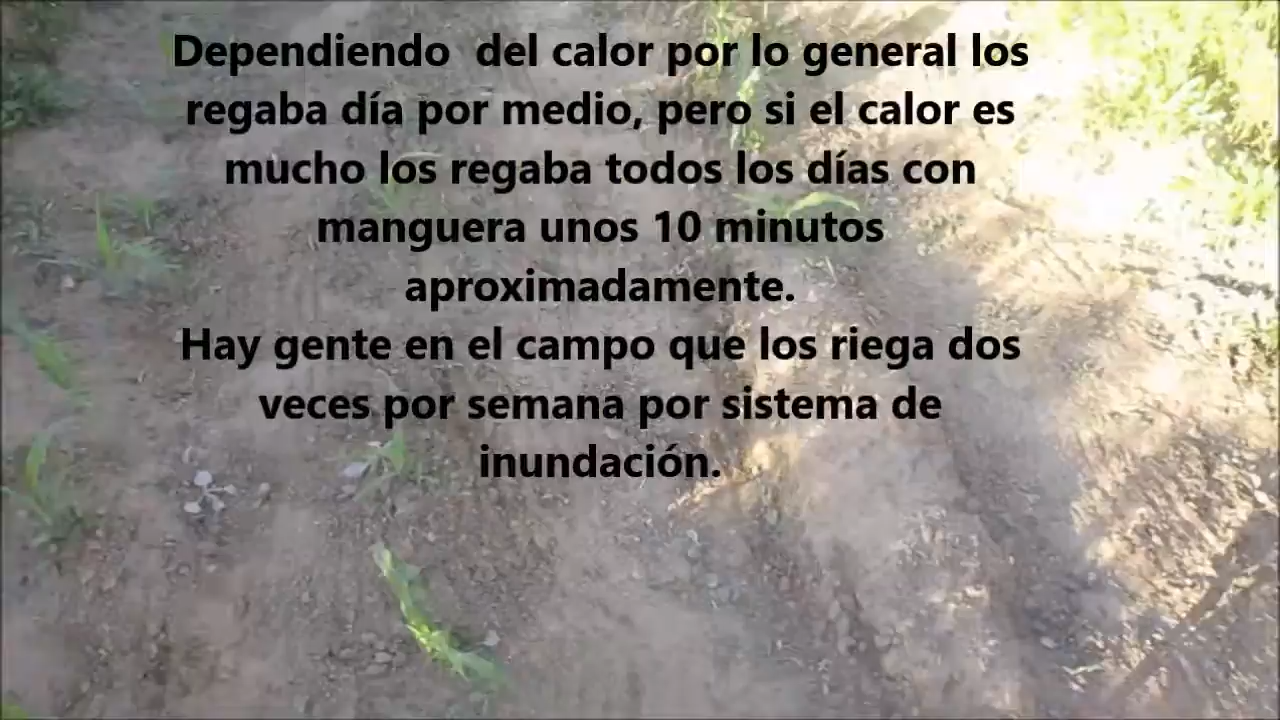 Dependiendo  del calor por lo general los
regaba día por medio, pero si el calor es
mucho los regaba todos los días con
manguera unos 10 minutos
aproximadamente.
Hay gente en el campo que los riega dos
veces por semana por sistema de
inundación.